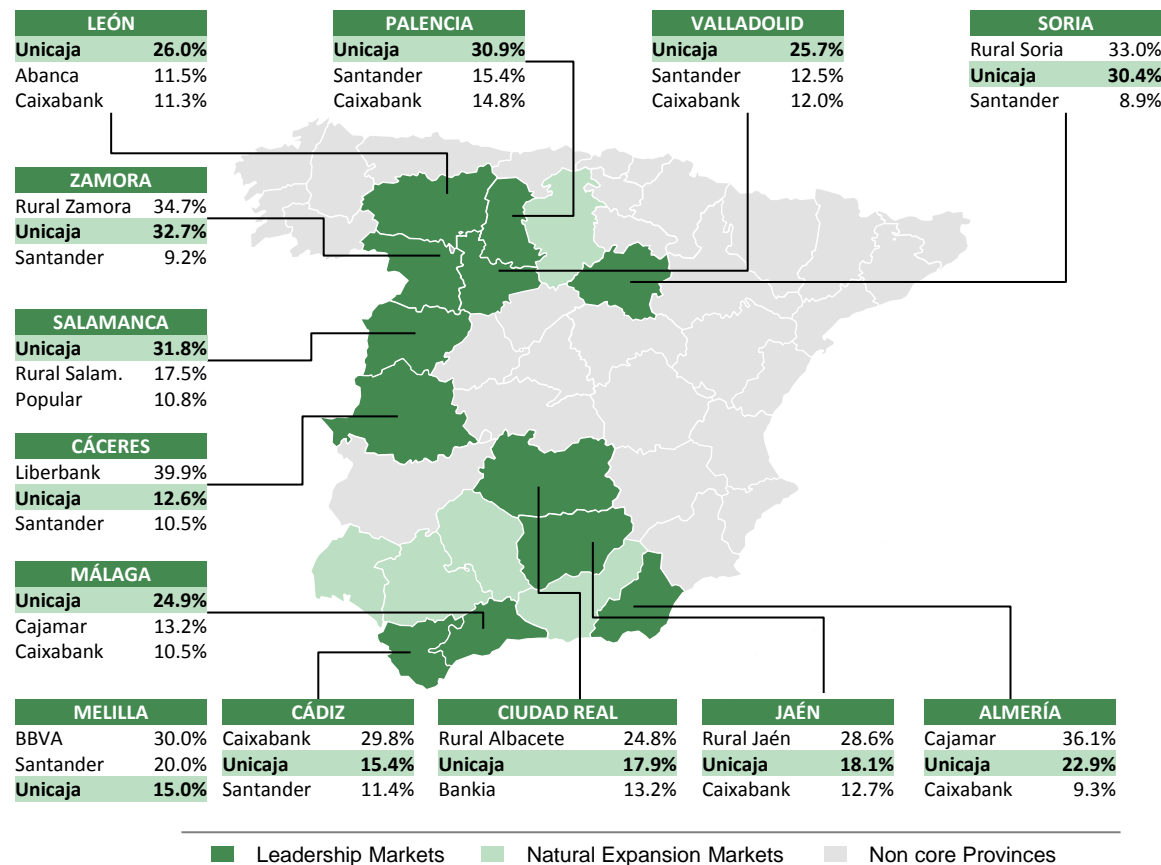 LEÓN
Unicaja 26.0%
Abanca 11.5%
Caixabank 11.3%
PALENCIA
Unicaja 30.9%
Santander 15.4%
Caixabank 14.8%
VALLADOLID
Unicaja 25.7%
Santander 12.5%
Caixabank 12.0%
SORIA
Rural Soria 33.0%
Unicaja 30.4%
Santander 8.9%
ZAMORA
Rural Zamora 34.7%
Unicaja 32.7%
Santander 9.2%
SALAMANCA
Unicaja 31.8%
Rural Salam. 17.5%
Popular 10.8%
CÁCERES
Liberbank 39.9%
Unicaja 12.6%
Santander 10.5%
MÁLAGA
Unicaja 24.9%
Cajamar 13.2%
Caixabank 10.5%
MELILLA
BBVA 30.0%
Santander 20.0%
Unicaja 15.0%
CÁDIZ
Caixabank 29.8%
Unicaja 15.4%
Santander 11.4%
CIUDAD REAL
Rural Albacete 24.8%
Unicaja 17.9%
Bankia 13.2%
JAÉN
Rural Jaén 28.6%
Unicaja 18.1%
Caixabank 12.7%
ALMERÍA
Cajamar 36.1%
Unicaja 22.9%
Caixabank 9.3%
Leadership Markets Natural Expansion Markets Non core Provinces